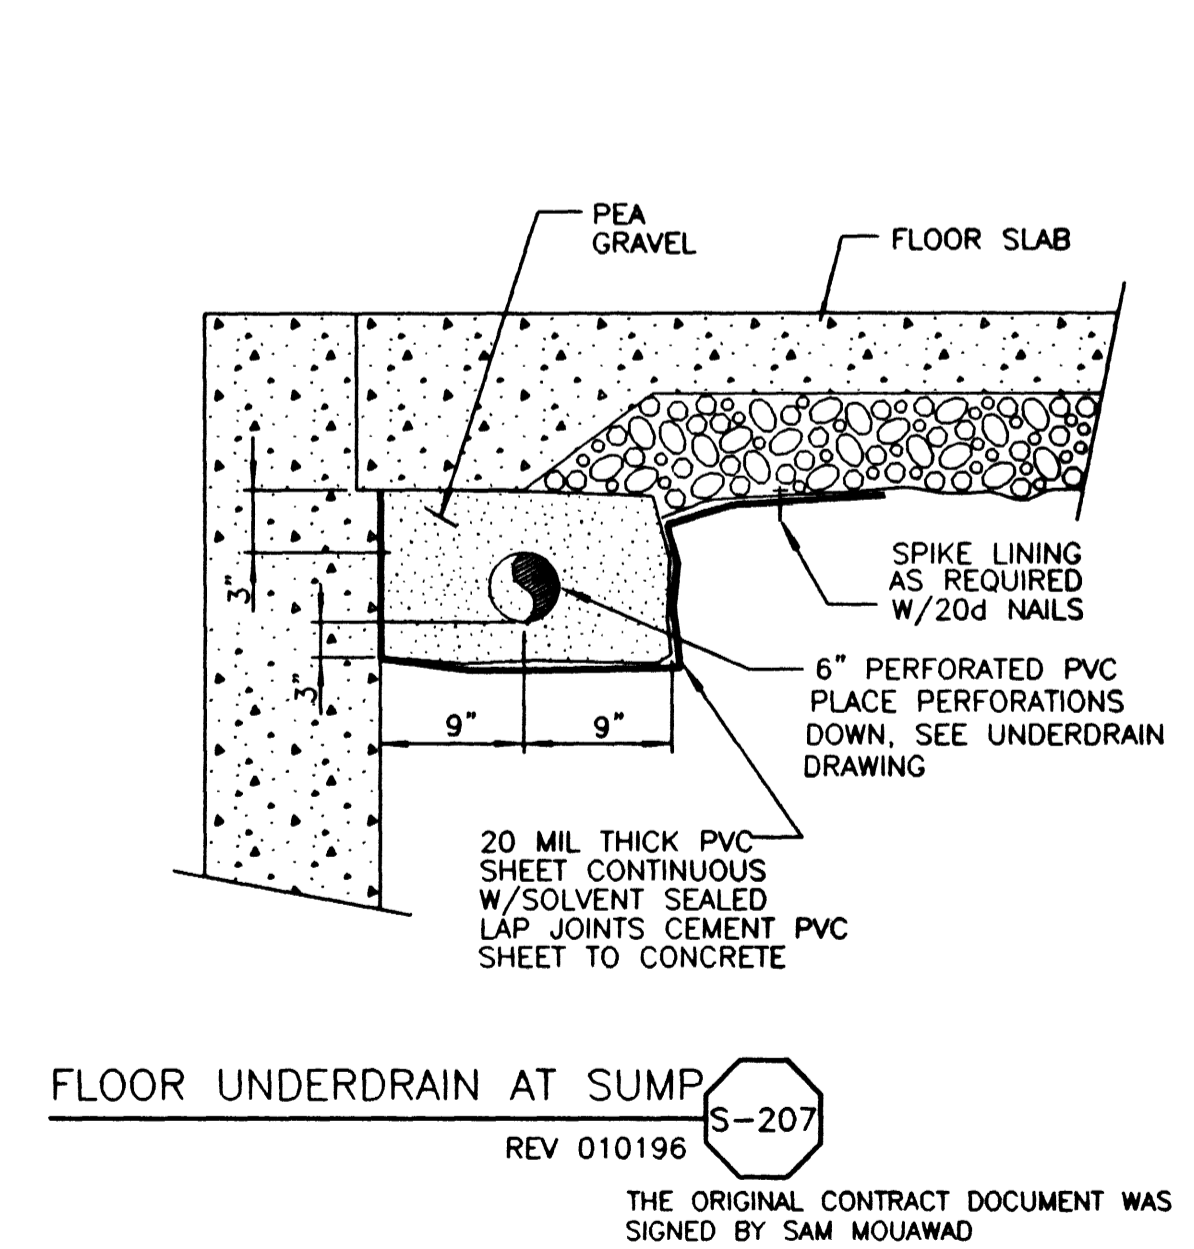 PEA
GRAVEL
FLOOR SLAB
3"
3"
9"
9"
SPIKE LINING
AS REQUIRED
W/20d NAILS
6" PERFORATED PVC
PLACE PERFORATIONS
DOWN, SEE UNDERDRAIN
DRAWING
20 MIL THICK PVC
SHEET CONTINUOUS
W/SOLVENT SEALED
LAP JOINTS CEMENT PVC
SHEET TO CONCRETE
FLOOR UNDERDRAIN AT SUMP
S-207
REV 010196
THE ORIGINAL CONTRACT DOCUMENT WAS
SIGNED BY SAM MOUAWAD